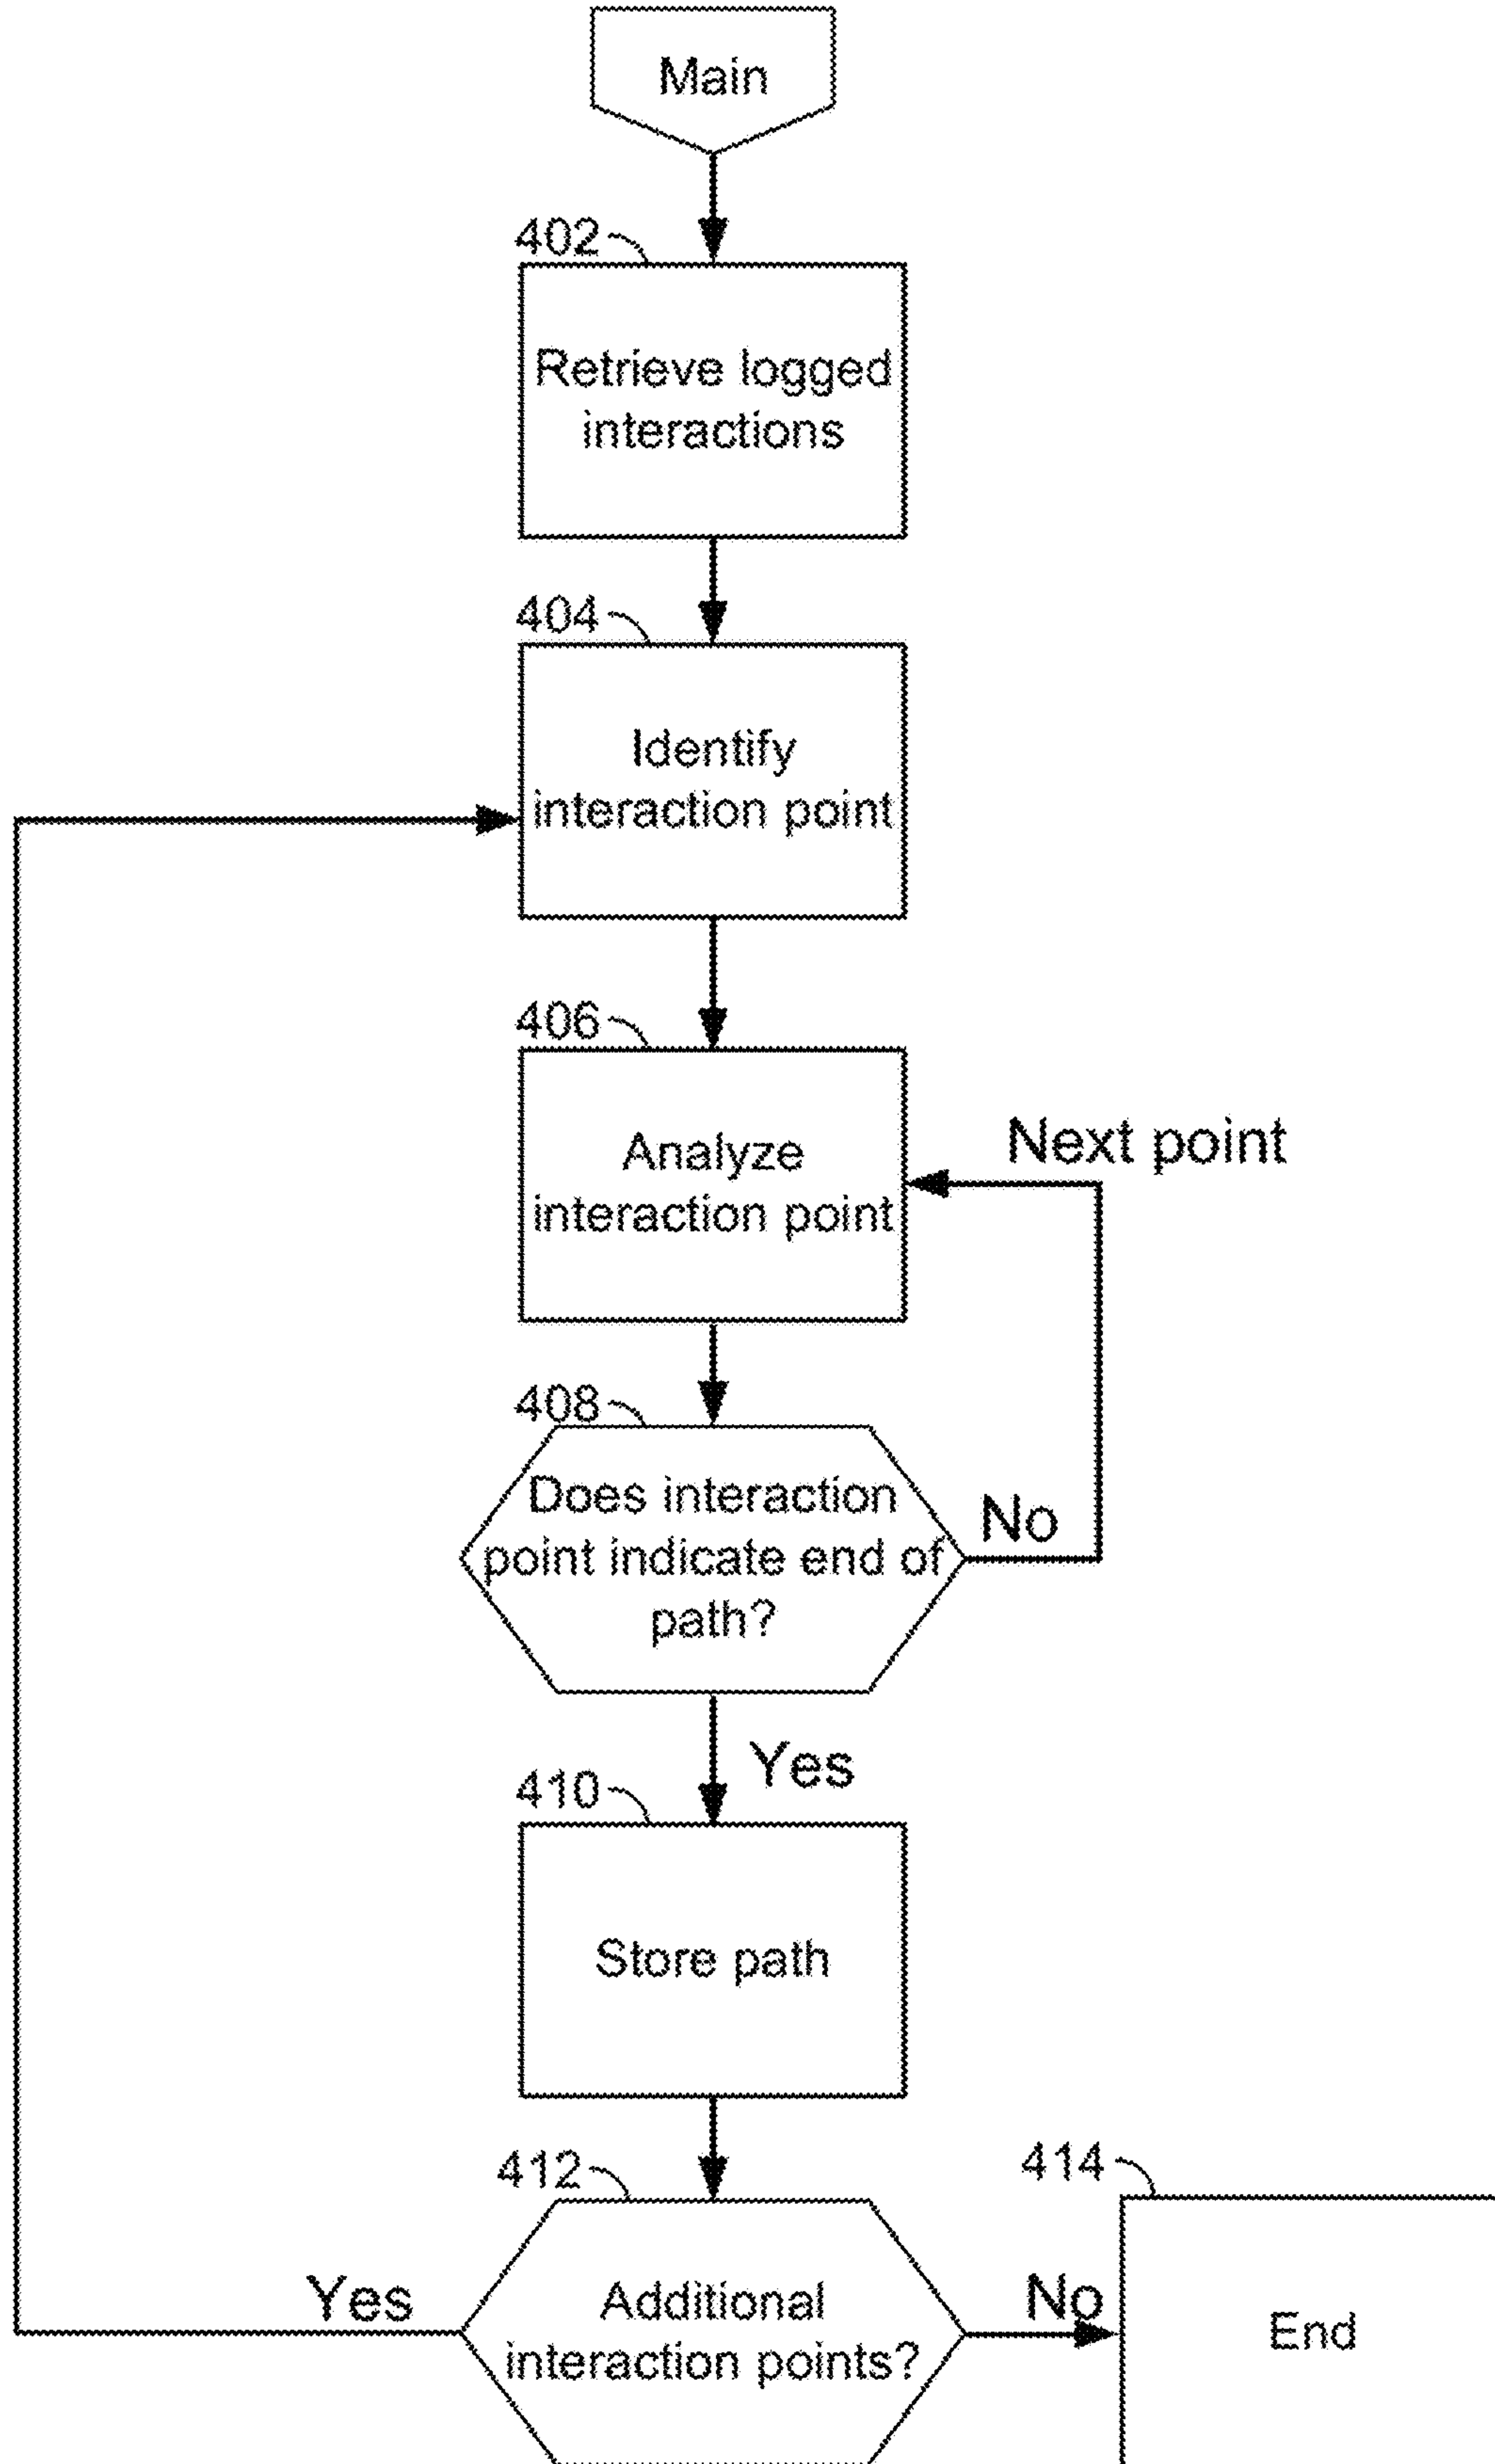 Main
402
Retrieve logged
interactions
404
Identify
interaction point
406
Analyze
interaction point
Next point
408
Does interaction
point indicate end of
path?
No
Yes
410
Store path
412
414
Additional
interaction points?
Yes
No
End